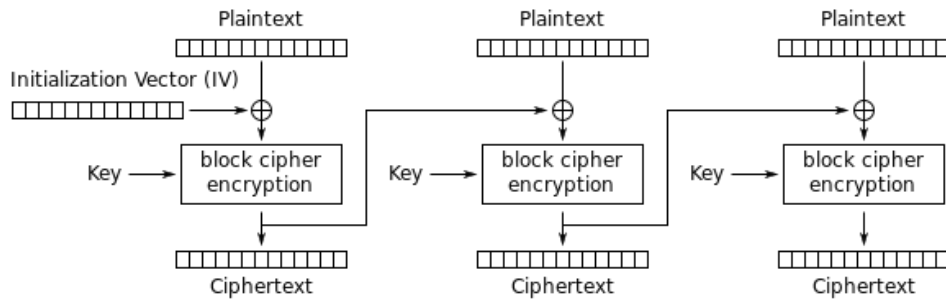 Plaintext
Plaintext
Plaintext
Initialization Vector (IV)
Key
block cipher
encryption
Key
block cipher
encryption
Key
block cipher
encryption
Ciphertext
Ciphertext
Ciphertext